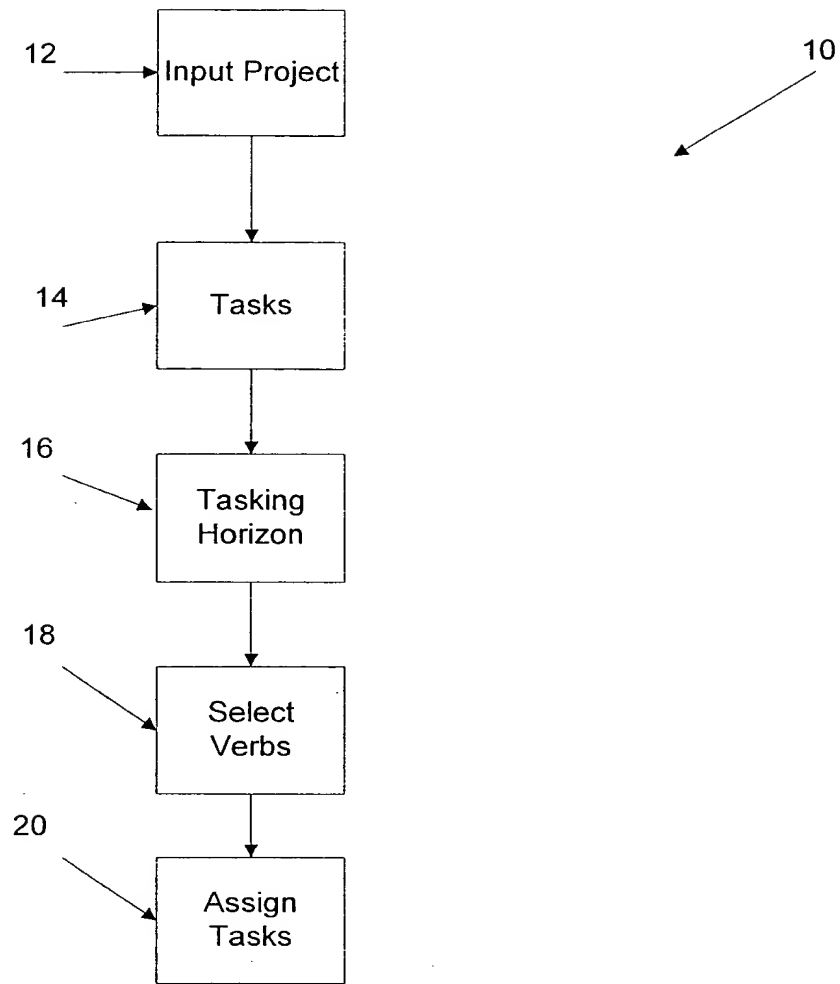 12
Input Project
10
14
Tasks
16
Tasking
Horizon
18
Select
Verbs
20
Assign
Tasks